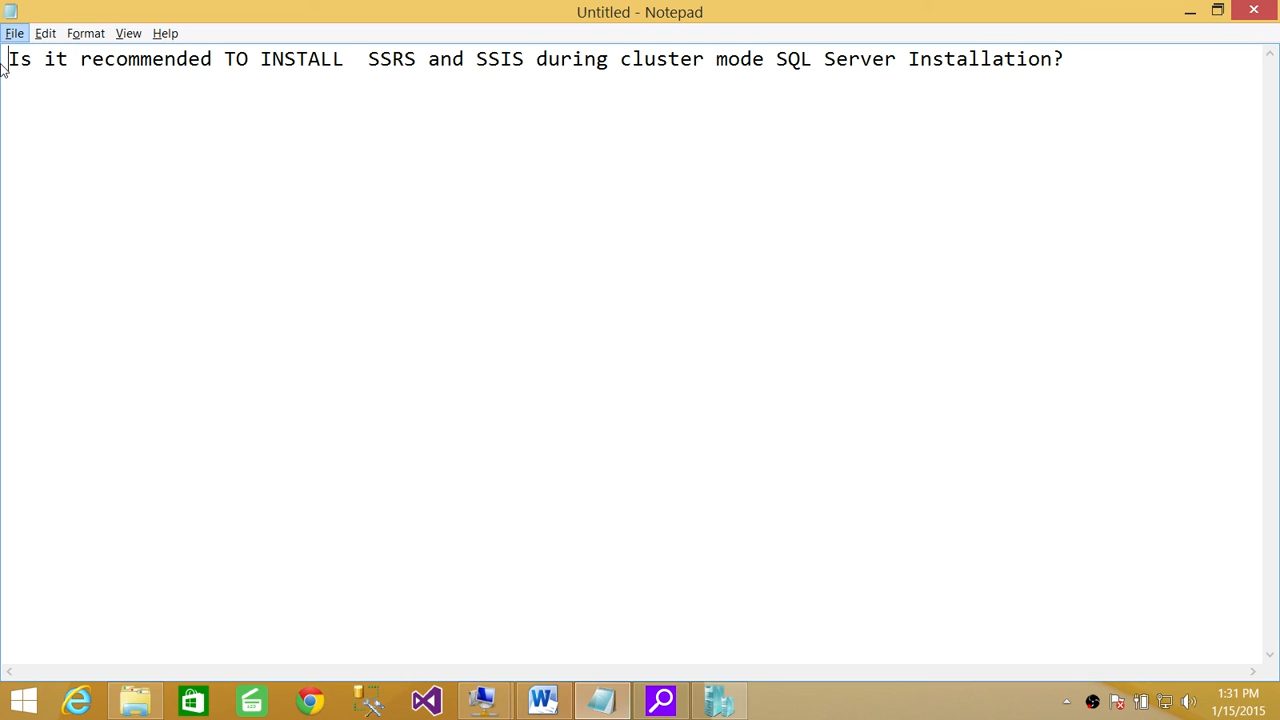 Untitled - Notepad
File Edit Format View Help
Is it recommended TO INSTALL  SSRS and SSIS during cluster mode SQL Server Installation?
1:31 PM
1/15/2015